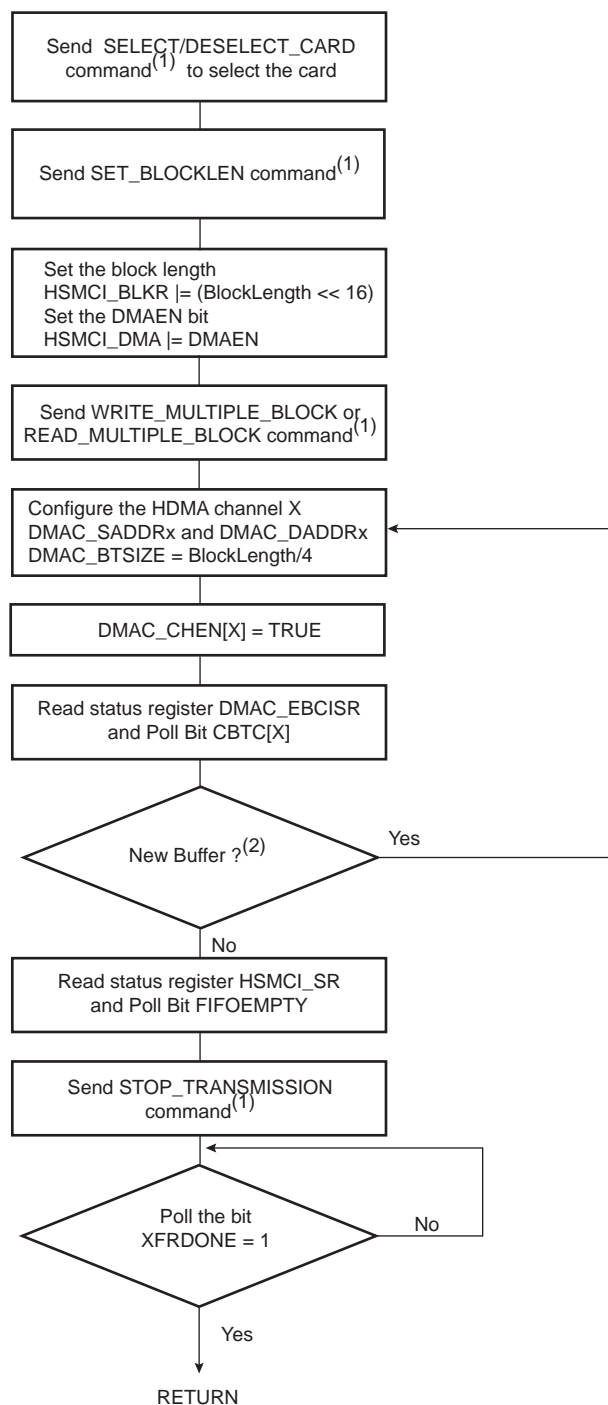 Send SELECT/DESELECT_CARD
command(1) to select the card
Send SET_BLOCKLEN command(1)
Set the block length
HSMCI_BLKR |= (BlockLength << 16)
Set the DMAEN bit
HSMCI_DMA |= DMAEN
Send WRITE_MULTIPLE_BLOCK or
READ_MULTIPLE_BLOCK command(1)
Configure the HDMA channel X
DMAC_SADDRx and DMAC_DADDRx
DMAC_BTSIZE = BlockLength/4
DMAC_CHEN[X] = TRUE
Read status register DMAC_EBCISR
and Poll Bit CBTC[X]
New Buffer ?(2)
Yes
No
Read status register HSMCI_SR
and Poll Bit FIFOEMPTY
Send STOP_TRANSMISSION
command(1)
Poll the bit
XFRDONE = 1
No
Yes
RETURN